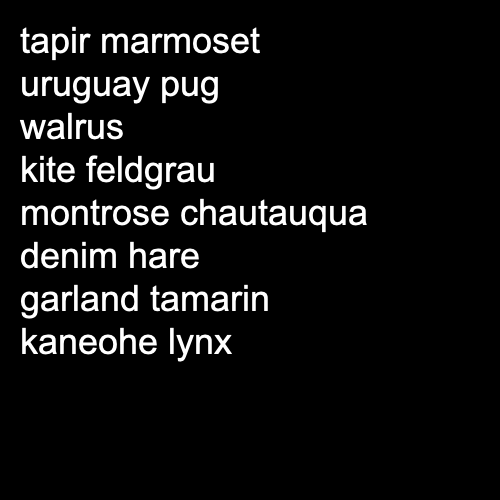 tapir marmoset
uruguay pug
walrus
kite feldgrau
montrose chautauqua
denim hare
garland tamarin
kaneohe lynx